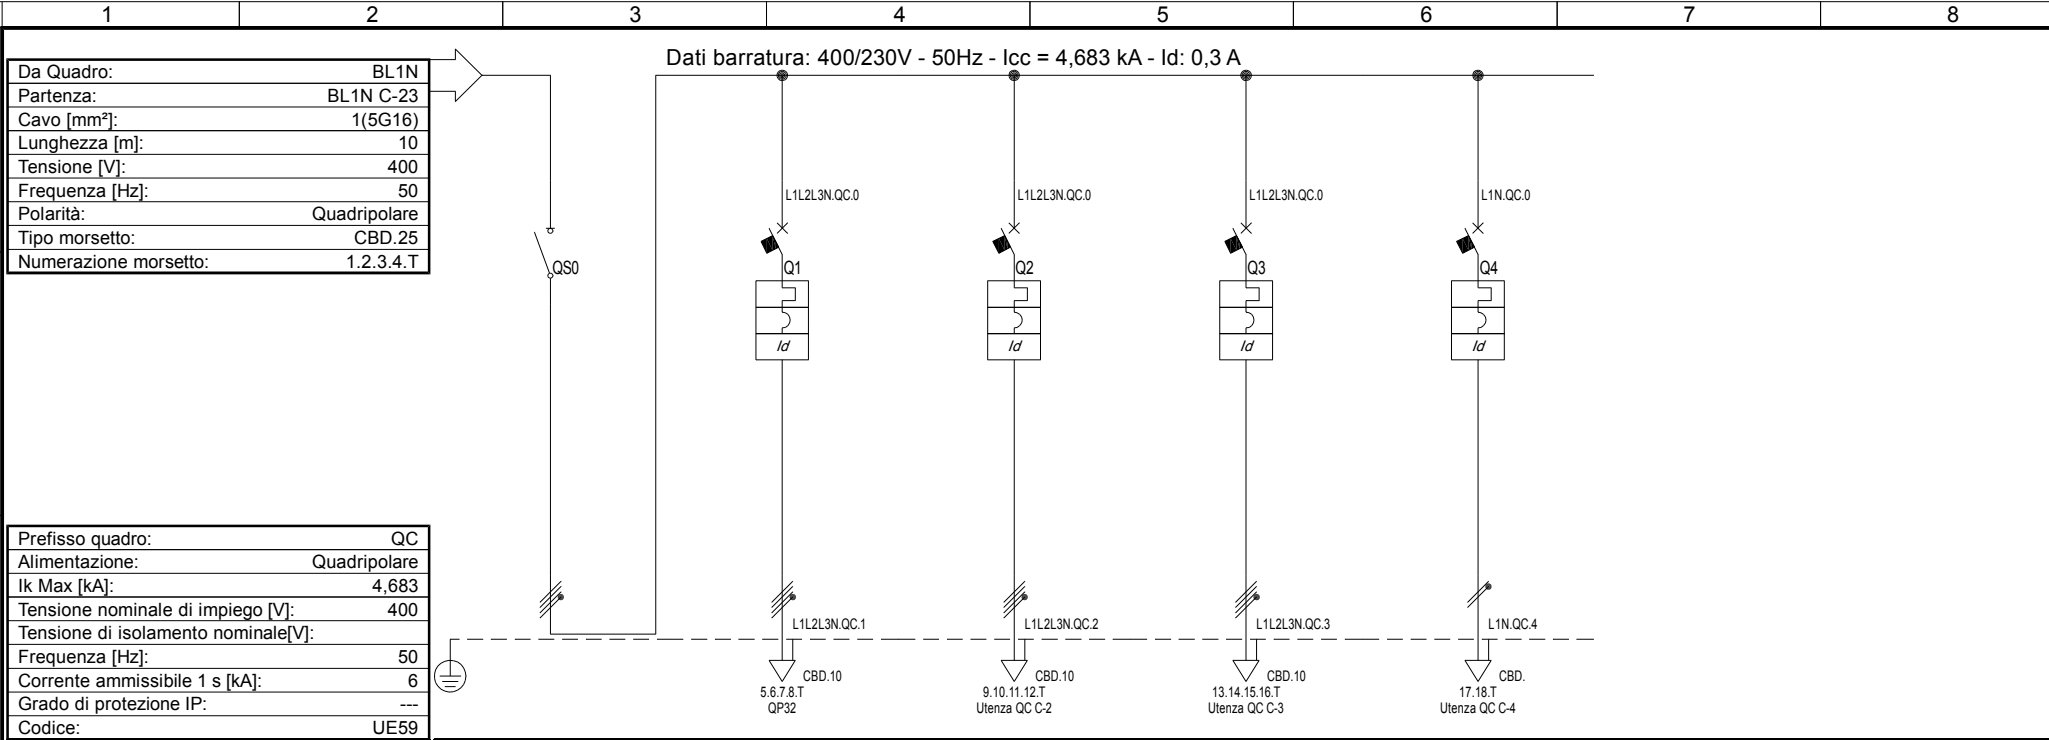 1 2 3 4 5 6 7 8
Dati barratura: 400/230V - 50Hz - Icc = 4,683 kA - Id: 0,3 A
Da Quadro: BL1N
Partenza: BL1N C-23
Cavo [mm²]: 1(5G16)
Lunghezza [m]: 10
Tensione [V]: 400
Frequenza [Hz]: 50
Polarità: Quadripolare
Tipo morsetto: CBD.25
Numerazione morsetto: 1.2.3.4.T
L1L2L3N.QC.0 L1L2L3N.QC.0 L1L2L3N.QC.0 L1N.QC.0
QS0 Q1 Q2 Q3 Q4
Id Id Id Id
Prefisso quadro: QC
Alimentazione: Quadripolare
Ik Max [kA]: 4,683
Tensione nominale di impiego [V]: 400
Tensione di isolamento nominale[V]:
Frequenza [Hz]: 50
Corrente ammissibile 1 s [kA]: 6
Grado di protezione IP: ---
Codice: UE59
L1L2L3N.QC.1 L1L2L3N.QC.2 L1L2L3N.QC.3 L1N.QC.4
CBD.10 CBD.10 CBD.10 CBD.
5.6.7.8.T 9.10.11.12.T 13.14.15.16.T 17.18.T
QP32 Utenza QC C-2 Utenza QC C-3 Utenza QC C-4